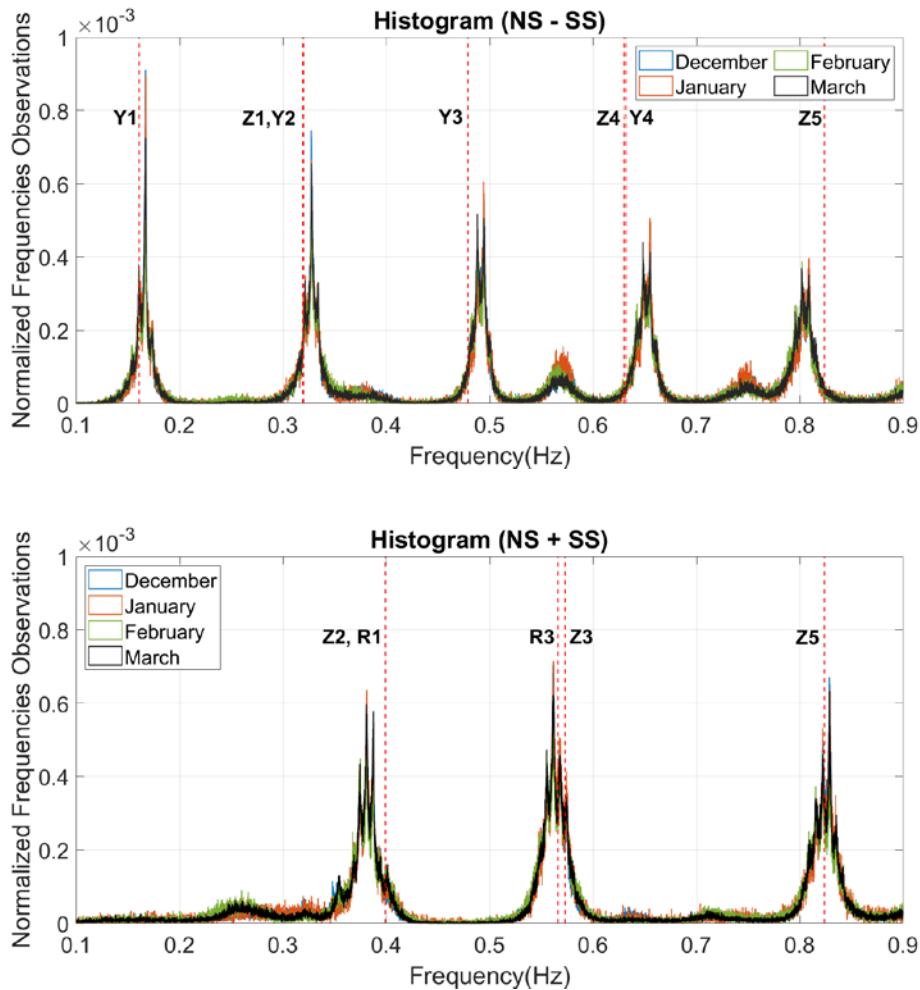 Histogram (NS - SS)
×10⁻³
Normalized Frequencies Observations
1
0.8
0.6
0.4
0.2
0
Y1
Z1,Y2
Y3
Z4
Y4
Z5
December
February
January
March
0.1 0.2 0.3 0.4 0.5 0.6 0.7 0.8 0.9
Frequency(Hz)
Histogram (NS + SS)
×10⁻³
Normalized Frequencies Observations
1
0.8
0.6
0.4
0.2
0
December
January
February
March
Z2, R1
R3
Z3
Z5
0.1 0.2 0.3 0.4 0.5 0.6 0.7 0.8 0.9
Frequency(Hz)